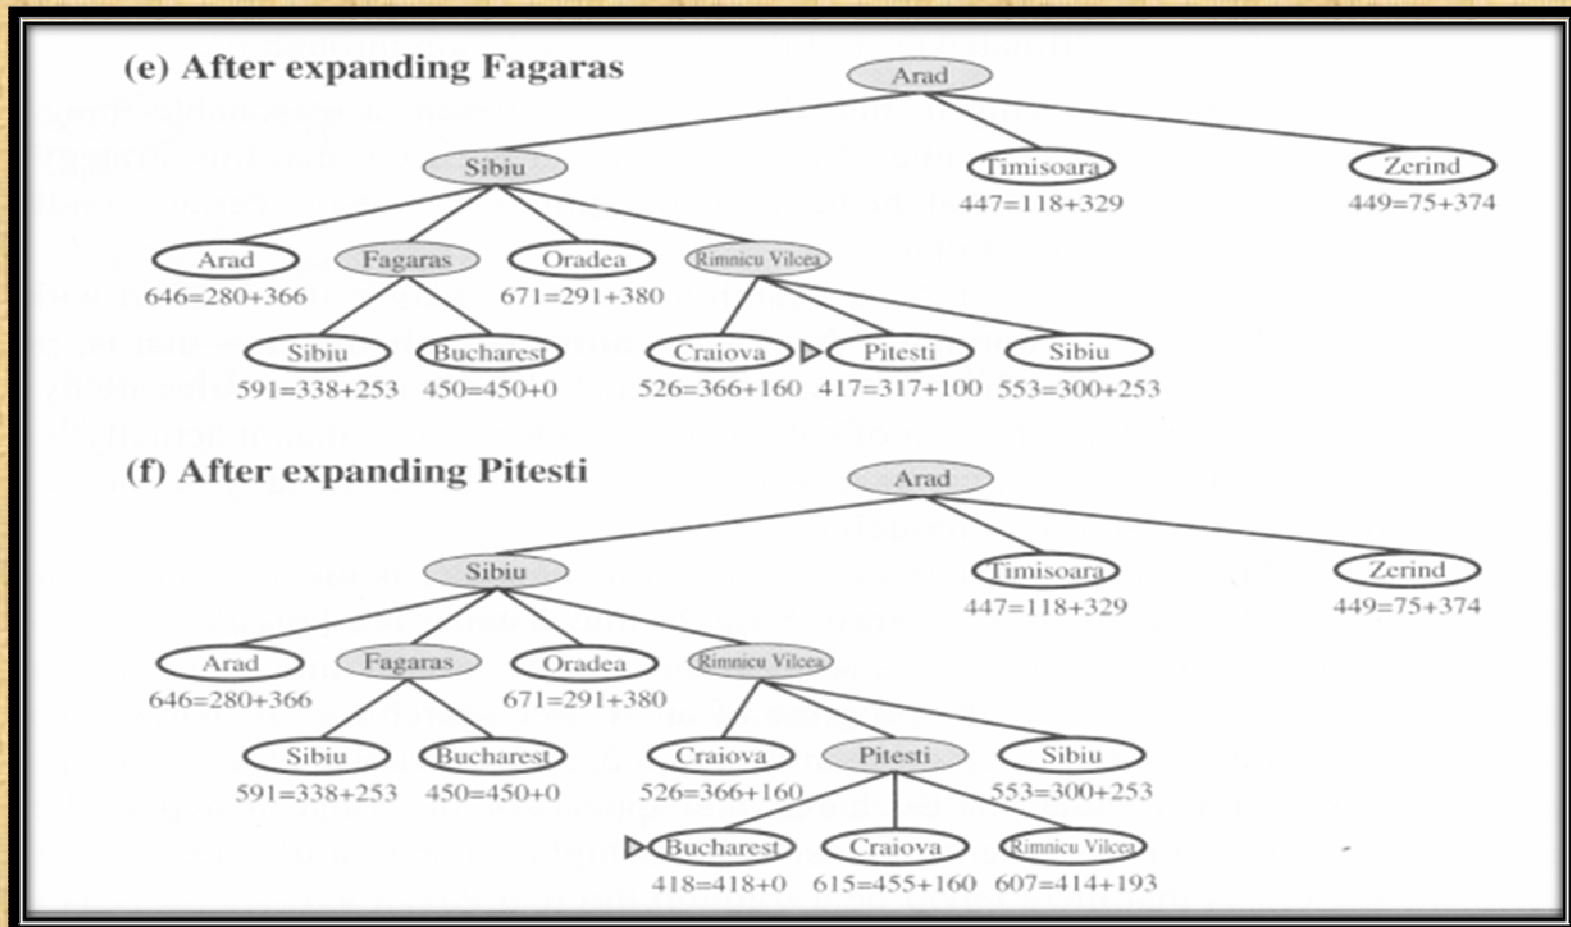 (e) After expanding Fagaras
Arad
Sibiu Timisoara Zerind
447=118+329 449=75+374
Arad Fagaras Oradea Rimnicu Vilcea
646=280+366 671=291+380
Sibiu Bucharest Craiova Pitesti Sibiu
591=338+253 450=450+0 526=366+160 417=317+100 553=300+253
(f) After expanding Pitesti
Arad
Sibiu Timisoara Zerind
447=118+329 449=75+374
Arad Fagaras Oradea Rimnicu Vilcea
646=280+366 671=291+380
Sibiu Bucharest Craiova Pitesti Sibiu
591=338+253 450=450+0 526=366+160 553=300+253
Bucharest Craiova Rimnicu Vilcea
418=418+0 615=455+160 607=414+193